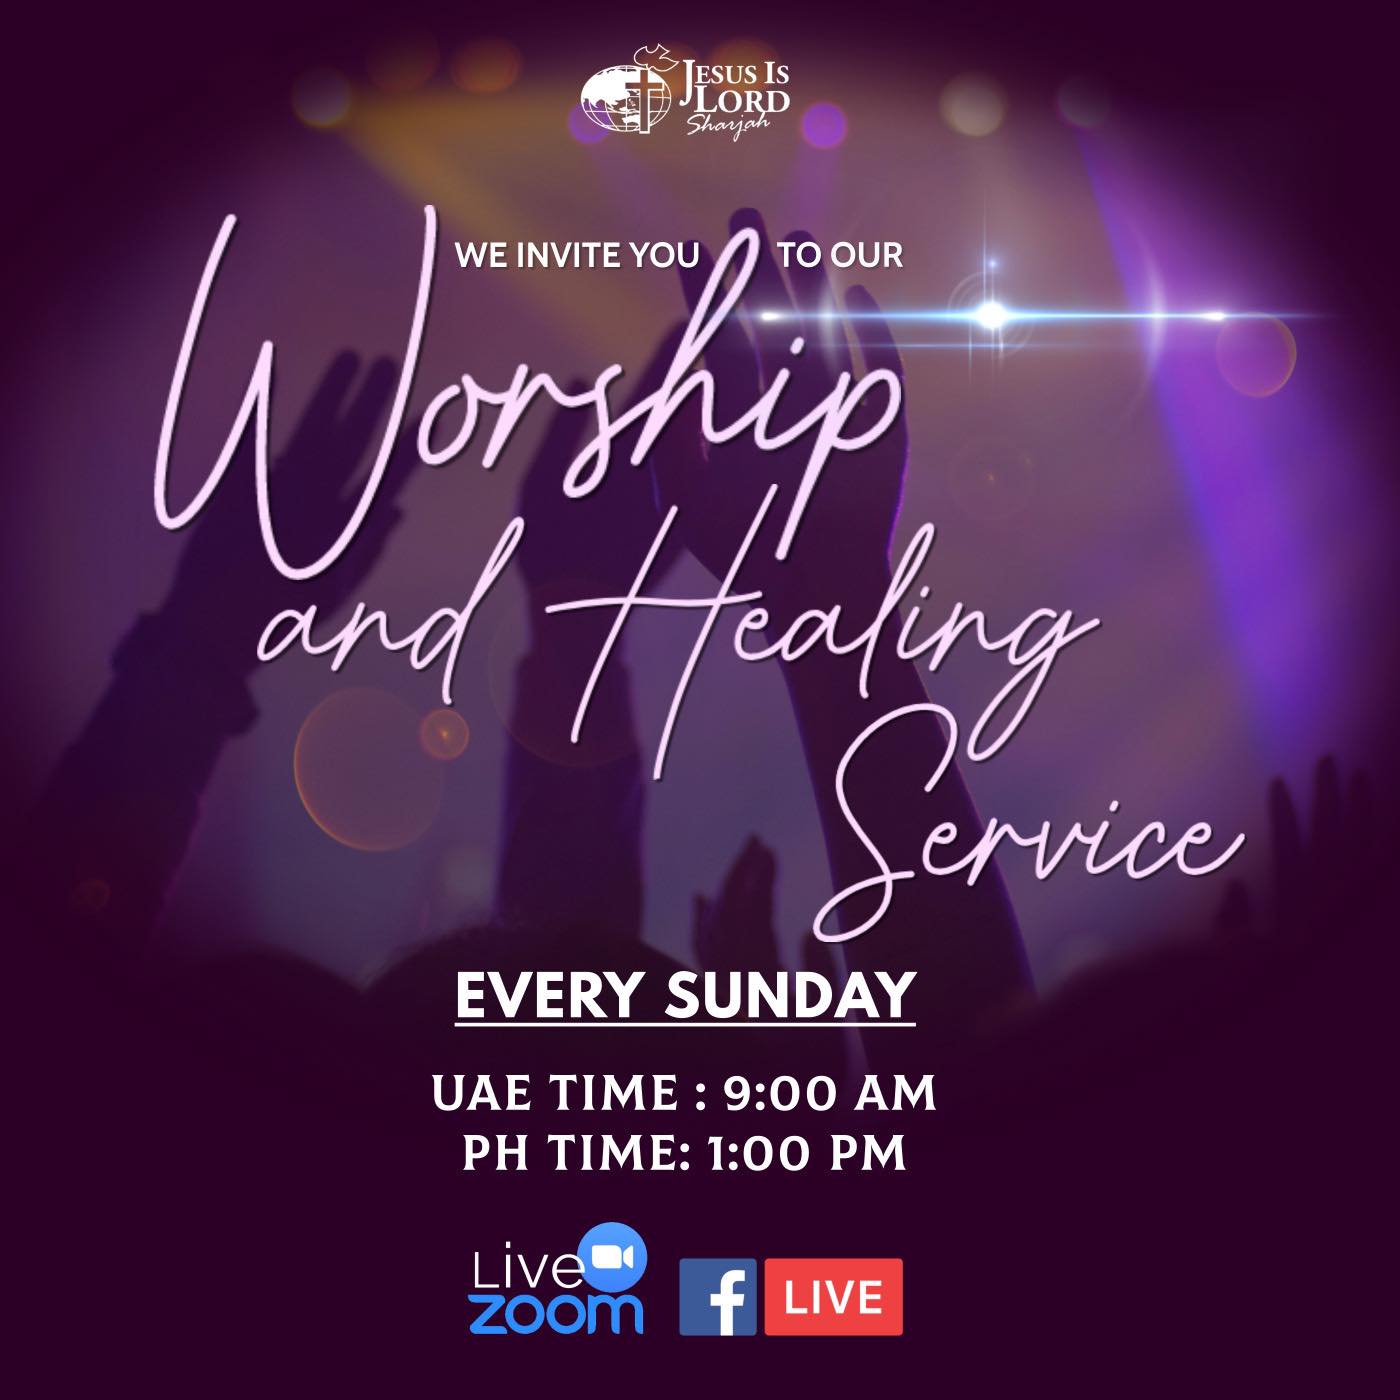 JESUS IS
LORD
Sharjah
WE INVITE YOU TO OUR
Worship
and Healing
Service
EVERY SUNDAY
UAE TIME : 9:00 AM
PH TIME: 1:00 PM
Live
zoom
f LIVE